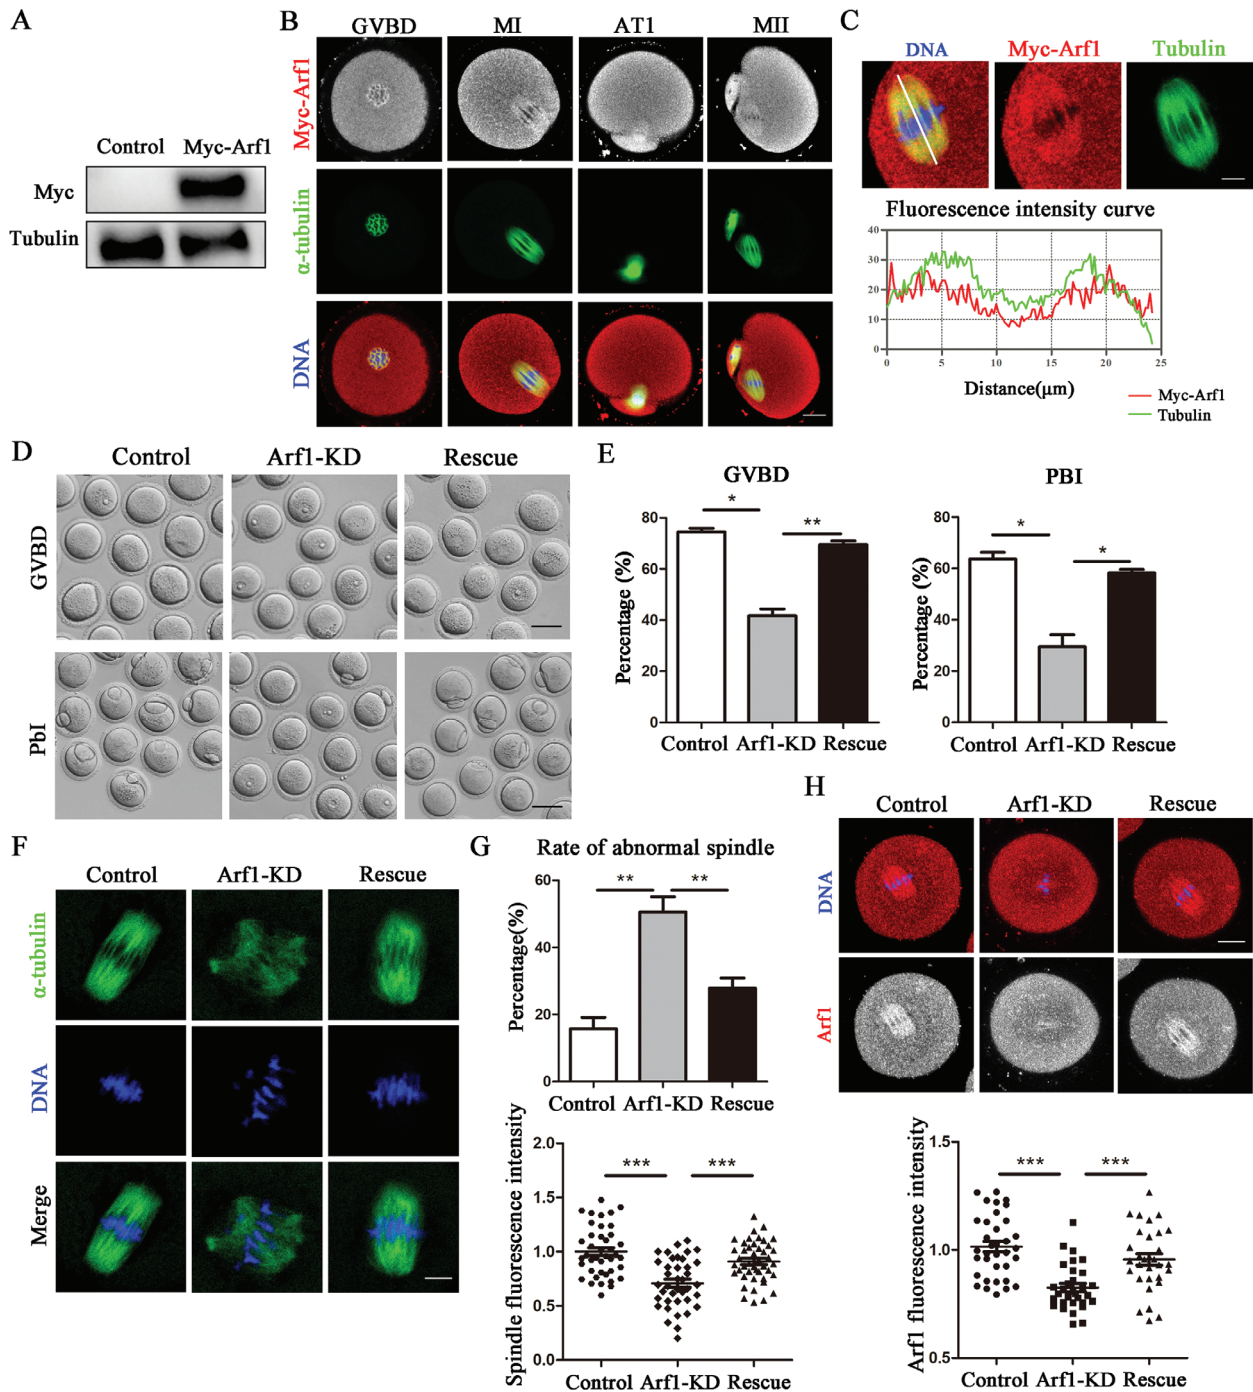 A
Control Myc-Arf1
Myc
Tubulin
B
GVBD MI AT1 MII
Myc-Arf1
α-tubulin
DNA
C
DNA Myc-Arf1 Tubulin
Fluorescence intensity curve
40
30
20
10
0
0 5 10 15 20 25
Distance(μm)
Myc-Arf1
Tubulin
D
Control Arf1-KD Rescue
GVBD
PbI
E
GVBD
Percentage (%)
80
60
40
20
0
* **
Control Arf1-KD Rescue
PBI
Percentage (%)
80
60
40
20
0
* *
Control Arf1-KD Rescue
F
Control Arf1-KD Rescue
α-tubulin
DNA
Merge
G
Rate of abnormal spindle
Percentage(%)
60
40
20
0
** **
Control Arf1-KD Rescue
Spindle fluorescence intensity
2.0
1.5
1.0
0.5
0.0
*** ***
Control Arf1-KD Rescue
H
Control Arf1-KD Rescue
DNA
Arf1
Arf1 fluorescence intensity
1.5
1.0
0.5
*** ***
Control Arf1-KD Rescue